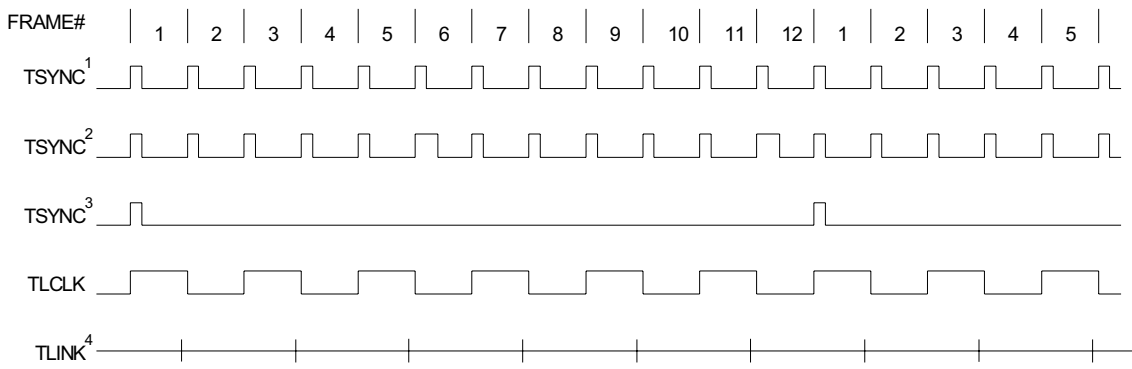 FRAME# 1 2 3 4 5 6 7 8 9 10 11 12 1 2 3 4 5
TSYNC1
TSYNC2
TSYNC3
TLCLK
TLINK4